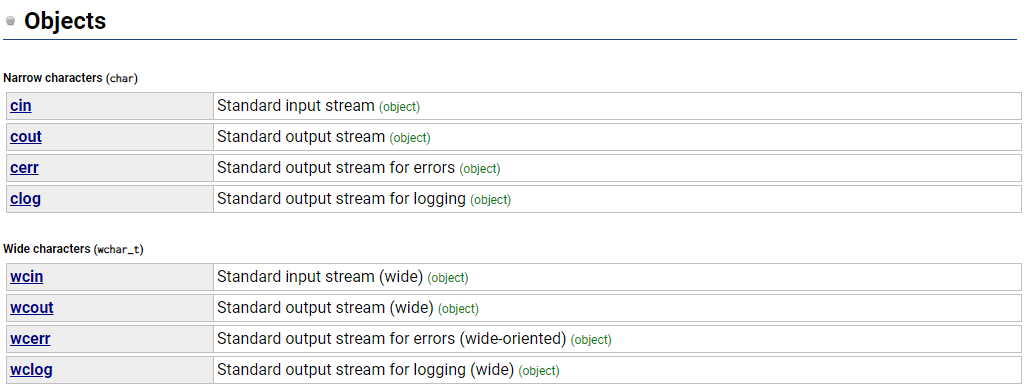 Objects
Narrow characters (char)
cin Standard input stream (object)
cout Standard output stream (object)
cerr Standard output stream for errors (object)
clog Standard output stream for logging (object)
Wide characters (wchar_t)
wcin Standard input stream (wide) (object)
wcout Standard output stream (wide) (object)
wcerr Standard output stream for errors (wide-oriented) (object)
wclog Standard output stream for logging (wide) (object)